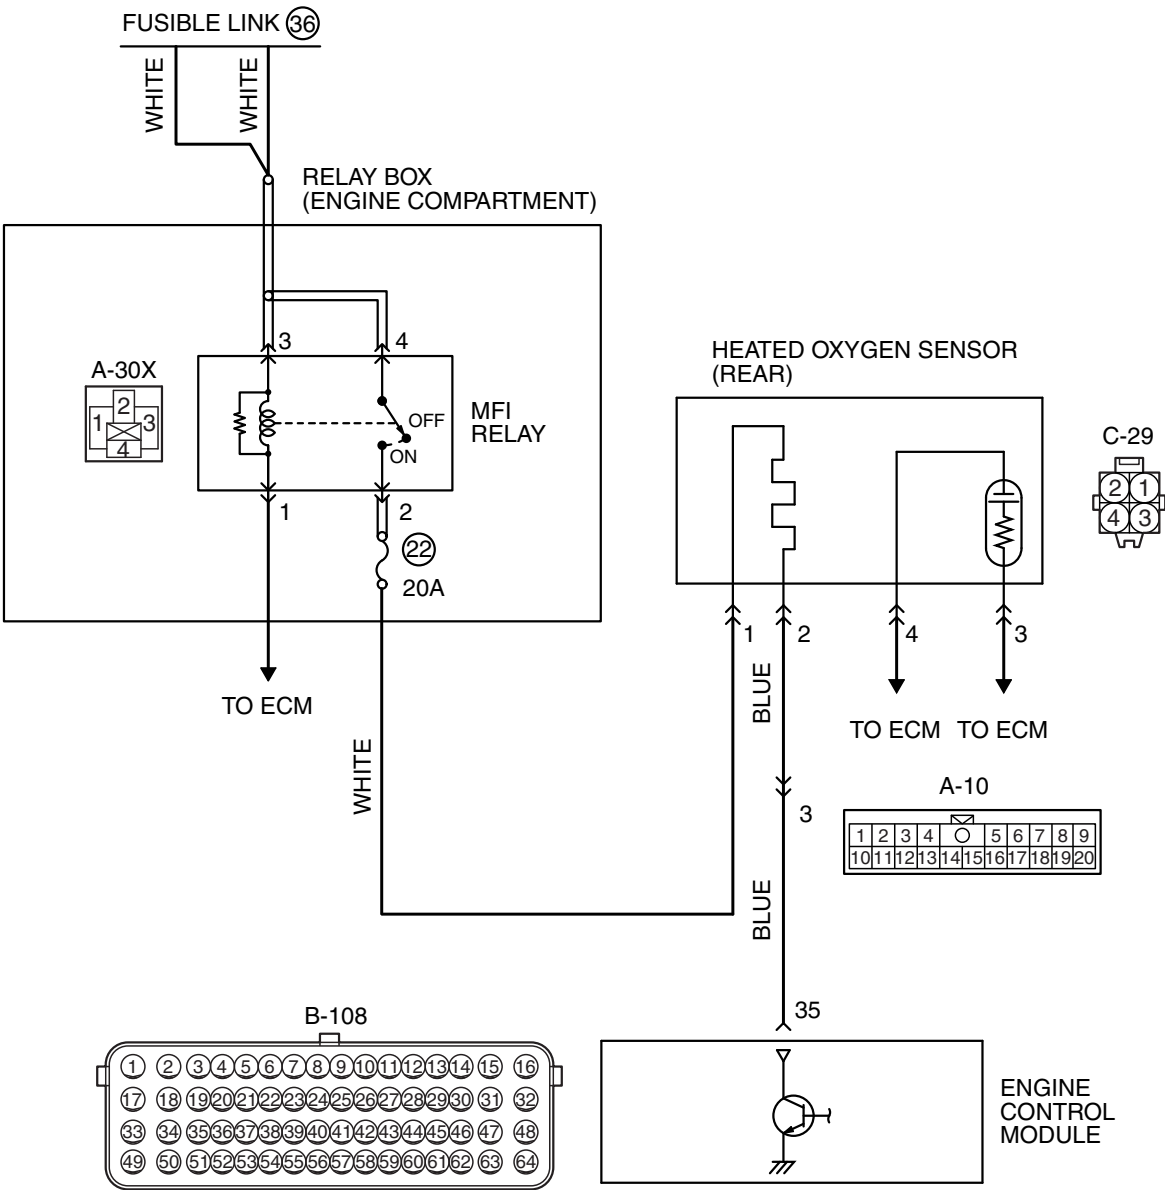 FUSIBLE LINK 36
WHITE
WHITE
RELAY BOX
(ENGINE COMPARTMENT)
3
4
A-30X
2
1 3
4
OFF
ON
MFI
RELAY
1
2
22
20A
TO ECM
WHITE
HEATED OXYGEN SENSOR
(REAR)
C-29
2 1
4 3
1
2
4
3
BLUE
TO ECM
TO ECM
3
A-10
1 2 3 4 5 6 7 8 9
10 11 12 13 14 15 16 17 18 19 20
BLUE
35
B-108
1 2 3 4 5 6 7 8 9 10 11 12 13 14 15 16
17 18 19 20 21 22 23 24 25 26 27 28 29 30 31 32
33 34 35 36 37 38 39 40 41 42 43 44 45 46 47 48
49 50 51 52 53 54 55 56 57 58 59 60 61 62 63 64
ENGINE
CONTROL
MODULE